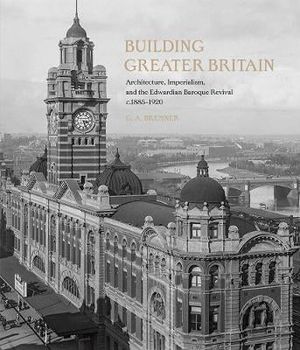 BUILDING
GREATER BRITAIN
Architecture, Imperialism,
and the Edwardian Baroque Revival
c.1885–1920
G. A. BREMNER